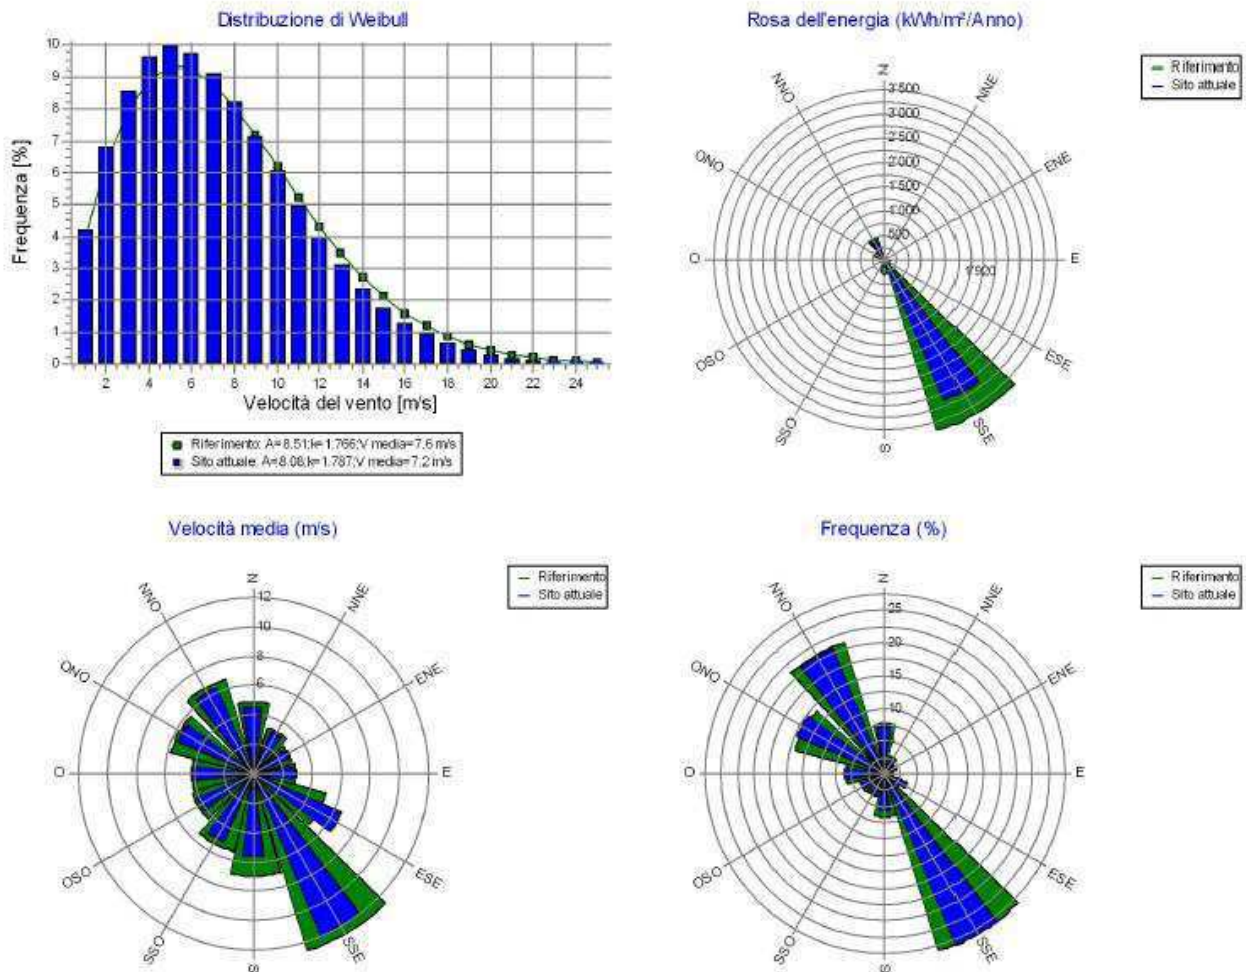 Distribuzione di Weibull
Frequenza [%]
10
9
8
7
6
5
4
3
2
1
0
2 4 6 8 10 12 14 16 18 20 22 24
Velocità del vento [m/s]
Riferimento: A=8.51;k=1.766;V media=7.6 m/s
Sito attuale: A=8.08;k=1.787;V media=7.2 m/s
Rosa dell'energia (kWh/m²/Anno)
Riferimento
Sito attuale
N
NNE
ENE
E
ESE
SSE
S
SSO
OSO
O
ONO
NNO
3 500
3 000
2 500
2 000
1 500
1 000
500
Velocità media (m/s)
Riferimento
Sito attuale
N
NNE
ENE
E
ESE
SSE
S
SSO
OSO
O
ONO
NNO
12
10
8
6
Frequenza (%)
Riferimento
Sito attuale
N
NNE
ENE
E
ESE
SSE
S
SSO
OSO
O
ONO
NNO
25
20
15
10